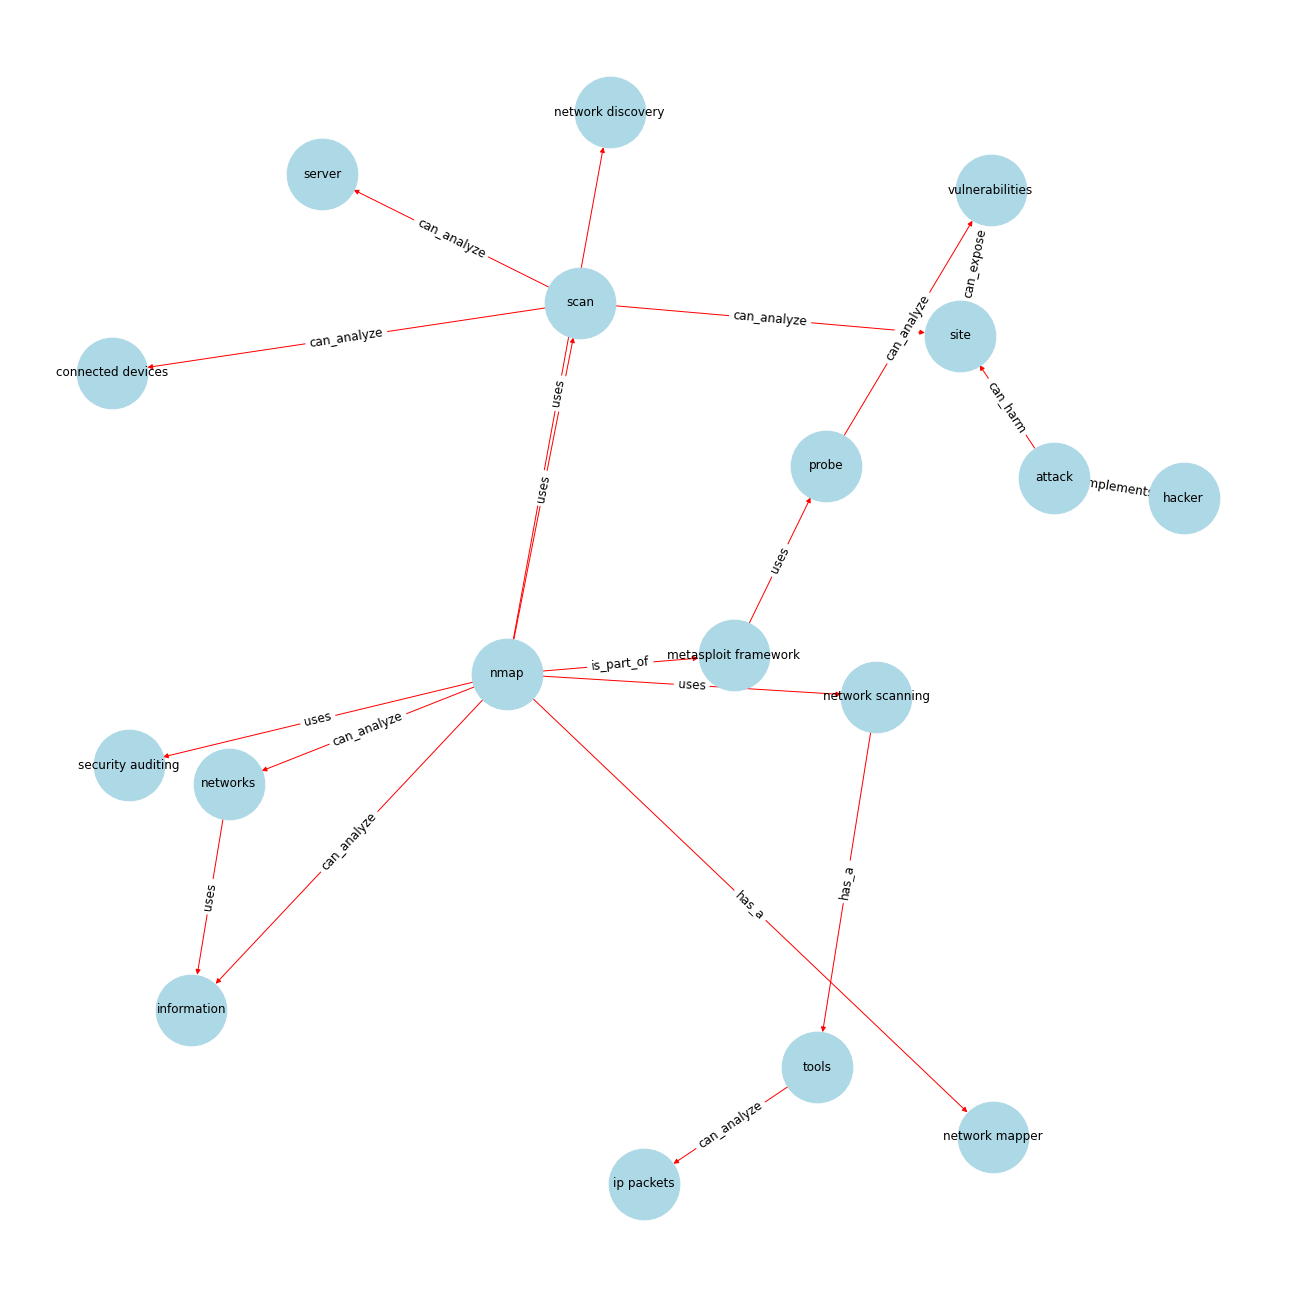 network discovery
server
vulnerabilities
can_analyze
can_expose
scan
can_analyze
can_analyze
can_analyze
site
connected devices
uses
can_harm
probe
attack
mplements
hacker
uses
uses
is_part_of
metasploit framework
nmap
uses
network scanning
uses
can_analyze
security auditing
networks
can_analyze
uses
has_a
has_a
information
tools
can_analyze
network mapper
ip packets